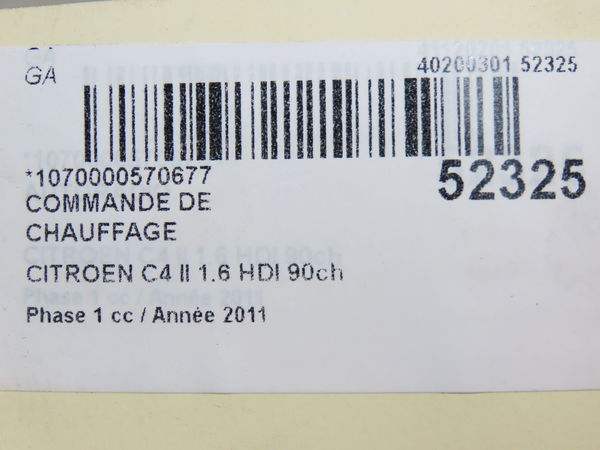 GA
40200301 52325
*1070000570677
52325
COMMANDE DE
CHAUFFAGE
CITROEN C4 II 1.6 HDI 90ch
Phase 1 cc / Année 2011